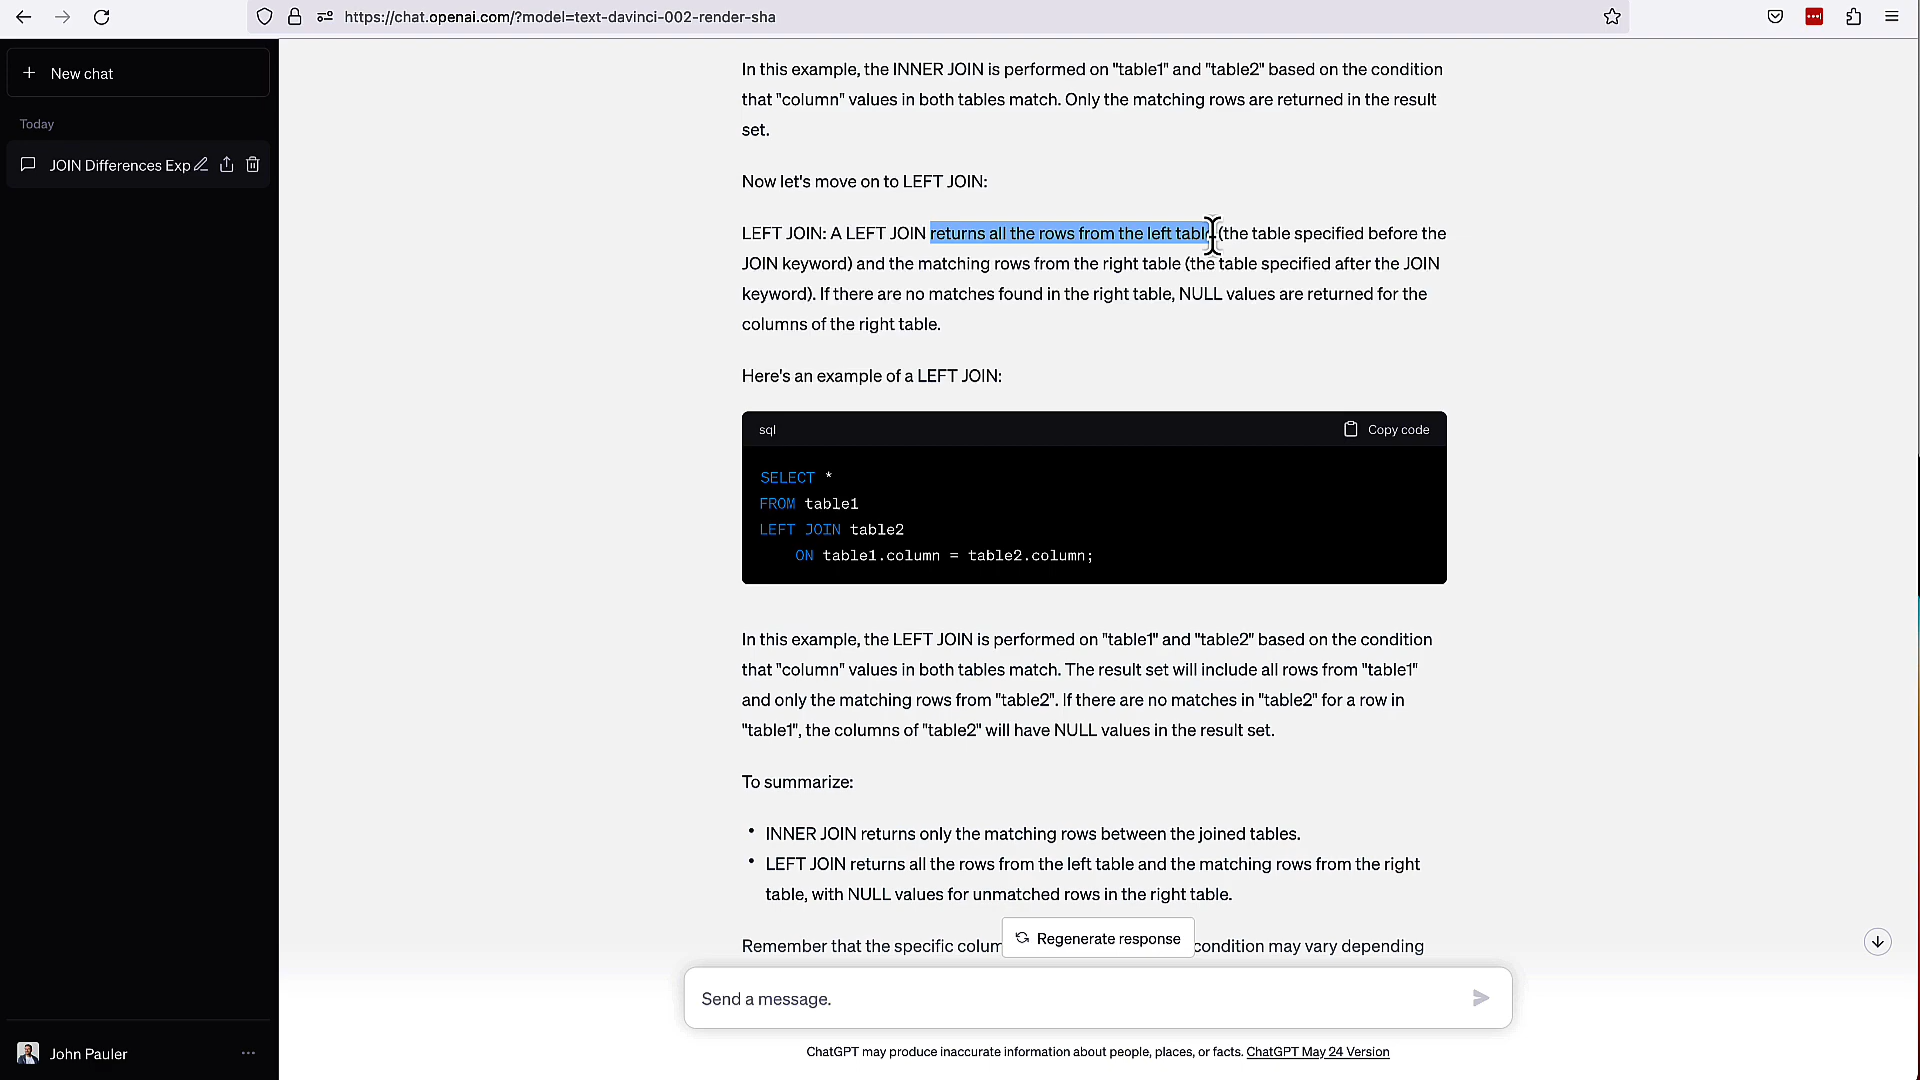 https://chat.openai.com/?model=text-davinci-002-render-sha
New chat
Today
JOIN Differences Exp
John Pauler
In this example, the INNER JOIN is performed on "table1" and "table2" based on the condition
that "column" values in both tables match. Only the matching rows are returned in the result
set.
Now let's move on to LEFT JOIN:
LEFT JOIN: A LEFT JOIN returns all the rows from the left table (the table specified before the
JOIN keyword) and the matching rows from the right table (the table specified after the JOIN
keyword). If there are no matches found in the right table, NULL values are returned for the
columns of the right table.
Here's an example of a LEFT JOIN:
sql
Copy code
SELECT *
FROM table1
LEFT JOIN table2
ON table1.column = table2.column;
In this example, the LEFT JOIN is performed on "table1" and "table2" based on the condition
that "column" values in both tables match. The result set will include all rows from "table1"
and only the matching rows from "table2". If there are no matches in "table2" for a row in
"table1", the columns of "table2" will have NULL values in the result set.
To summarize:
• INNER JOIN returns only the matching rows between the joined tables.
• LEFT JOIN returns all the rows from the left table and the matching rows from the right
table, with NULL values for unmatched rows in the right table.
Remember that the specific colum condition may vary depending
Regenerate response
Send a message.
ChatGPT may produce inaccurate information about people, places, or facts. ChatGPT May 24 Version